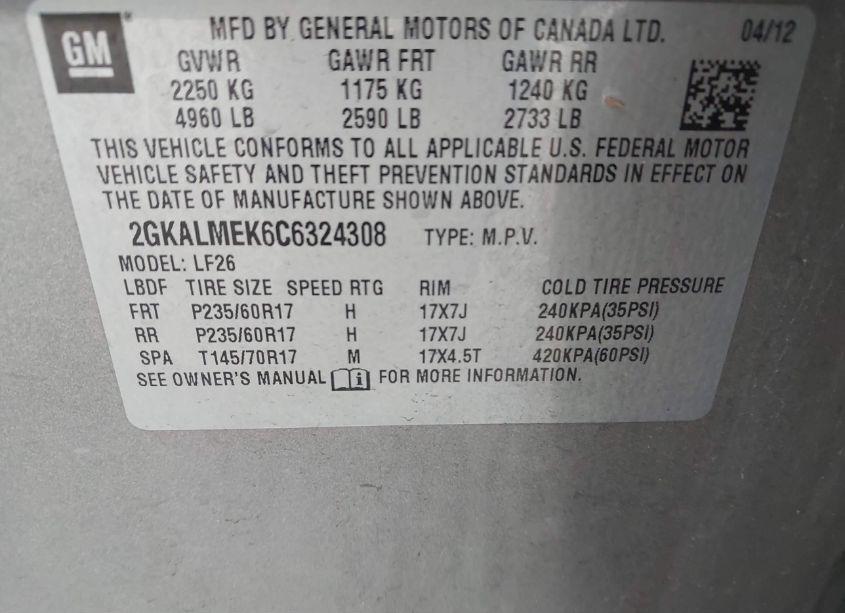 GM MFD BY GENERAL MOTORS OF CANADA LTD. 04/12
GVWR GAWR FRT GAWR RR
2250 KG 1175 KG 1240 KG
4960 LB 2590 LB 2733 LB
THIS VEHICLE CONFORMS TO ALL APPLICABLE U.S. FEDERAL MOTOR
VEHICLE SAFETY AND THEFT PREVENTION STANDARDS IN EFFECT ON
THE DATE OF MANUFACTURE SHOWN ABOVE.
2GKALMEK6C6324308 TYPE: M.P.V.
MODEL: LF26
LBDF TIRE SIZE SPEED RTG RIM COLD TIRE PRESSURE
FRT P235/60R17 H 17X7J 240KPA(35PSI)
RR P235/60R17 H 17X7J 240KPA(35PSI)
SPA T145/70R17 M 17X4.5T 420KPA(60PSI)
SEE OWNER'S MANUAL i FOR MORE INFORMATION.